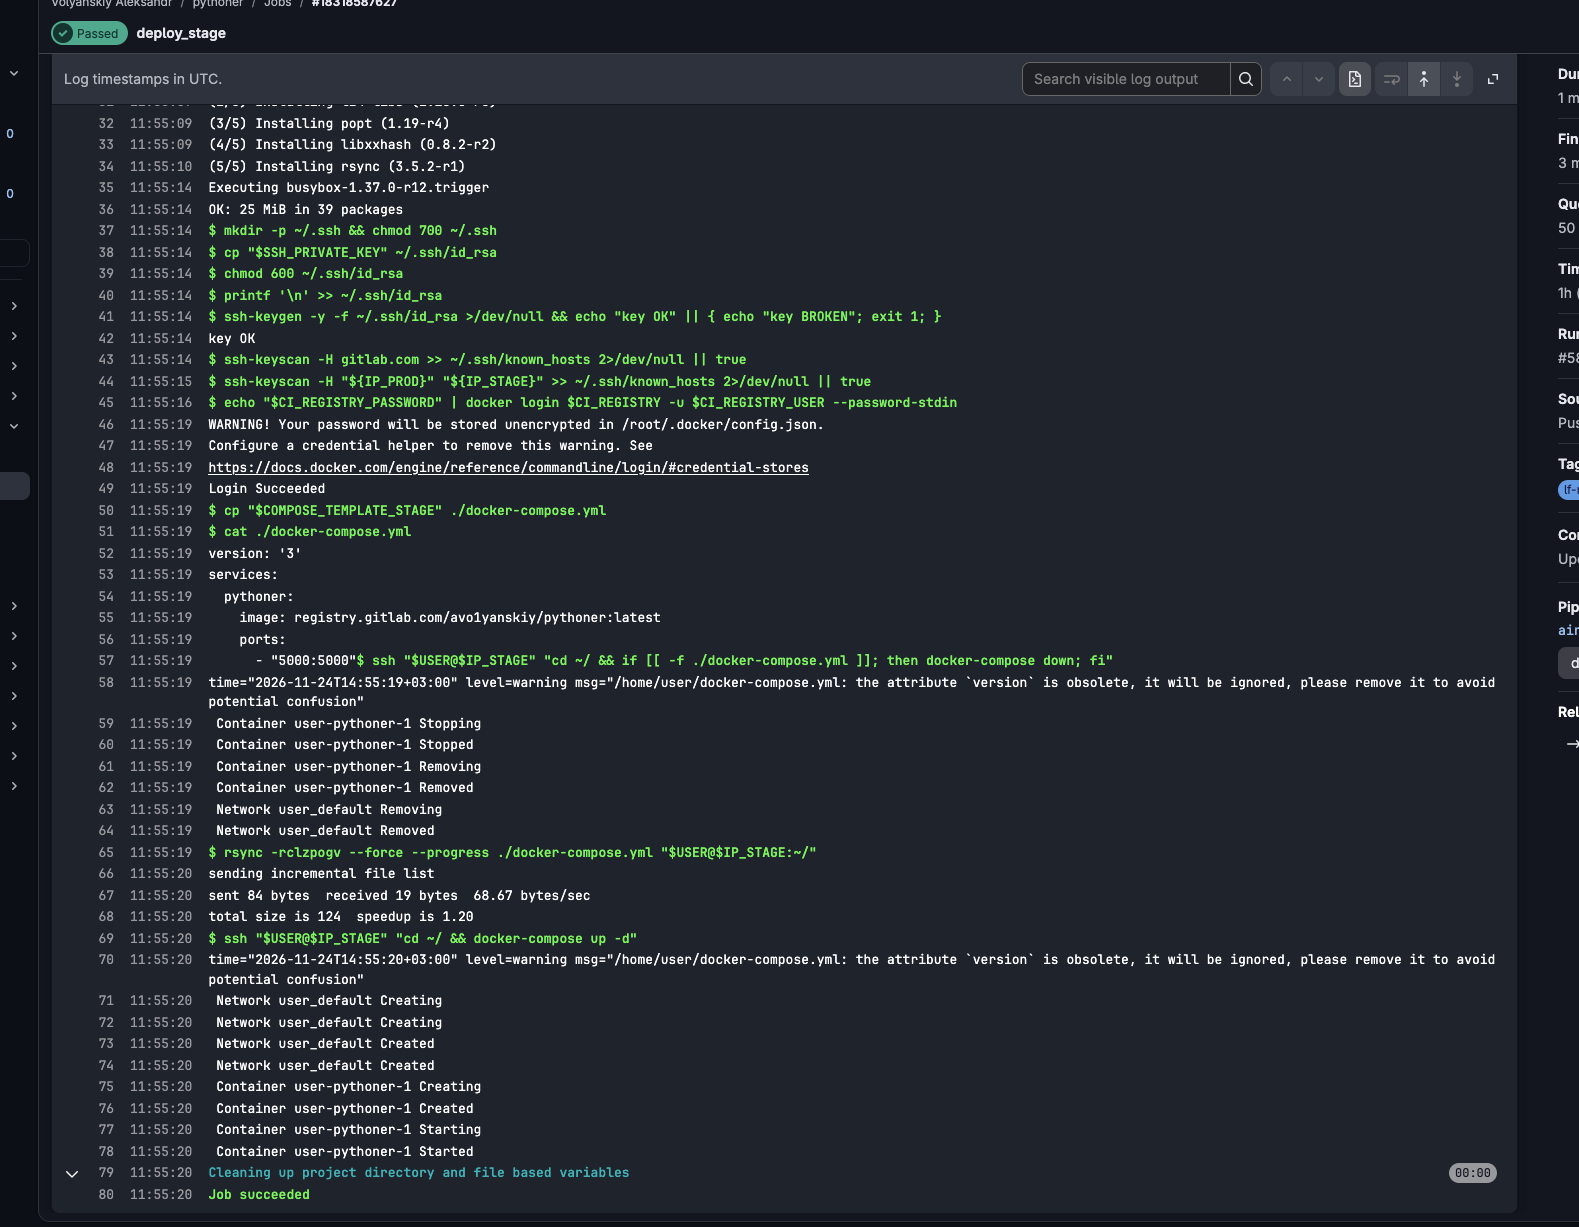 Volyanskiy Aleksandr / pythoner / Jobs / #18318587627
Passed deploy_stage
Log timestamps in UTC.
Search visible log output
32 11:55:09 (3/5) Installing popt (1.19-r4)
33 11:55:09 (4/5) Installing libxxhash (0.8.2-r2)
34 11:55:10 (5/5) Installing rsync (3.5.2-r1)
35 11:55:14 Executing busybox-1.37.0-r12.trigger
36 11:55:14 OK: 25 MiB in 39 packages
37 11:55:14 $ mkdir -p ~/.ssh && chmod 700 ~/.ssh
38 11:55:14 $ cp "$SSH_PRIVATE_KEY" ~/.ssh/id_rsa
39 11:55:14 $ chmod 600 ~/.ssh/id_rsa
40 11:55:14 $ printf '\n' >> ~/.ssh/id_rsa
41 11:55:14 $ ssh-keygen -y -f ~/.ssh/id_rsa >/dev/null && echo "key OK" || { echo "key BROKEN"; exit 1; }
42 11:55:14 key OK
43 11:55:14 $ ssh-keyscan -H gitlab.com >> ~/.ssh/known_hosts 2>/dev/null || true
44 11:55:15 $ ssh-keyscan -H "${IP_PROD}" "${IP_STAGE}" >> ~/.ssh/known_hosts 2>/dev/null || true
45 11:55:16 $ echo "$CI_REGISTRY_PASSWORD" | docker login $CI_REGISTRY -u $CI_REGISTRY_USER --password-stdin
46 11:55:19 WARNING! Your password will be stored unencrypted in /root/.docker/config.json.
47 11:55:19 Configure a credential helper to remove this warning. See
48 11:55:19 https://docs.docker.com/engine/reference/commandline/login/#credential-stores
49 11:55:19 Login Succeeded
50 11:55:19 $ cp "$COMPOSE_TEMPLATE_STAGE" ./docker-compose.yml
51 11:55:19 $ cat ./docker-compose.yml
52 11:55:19 version: '3'
53 11:55:19 services:
54 11:55:19 pythoner:
55 11:55:19 image: registry.gitlab.com/avo1yanskiy/pythoner:latest
56 11:55:19 ports:
57 11:55:19 - "5000:5000"$ ssh "$USER@$IP_STAGE" "cd ~/ && if [[ -f ./docker-compose.yml ]]; then docker-compose down; fi"
58 11:55:19 time="2026-11-24T14:55:19+03:00" level=warning msg="/home/user/docker-compose.yml: the attribute `version` is obsolete, it will be ignored, please remove it to avoid
potential confusion"
59 11:55:19 Container user-pythoner-1 Stopping
60 11:55:19 Container user-pythoner-1 Stopped
61 11:55:19 Container user-pythoner-1 Removing
62 11:55:19 Container user-pythoner-1 Removed
63 11:55:19 Network user_default Removing
64 11:55:19 Network user_default Removed
65 11:55:19 $ rsync -rclzpogv --force --progress ./docker-compose.yml "$USER@$IP_STAGE:~/"
66 11:55:20 sending incremental file list
67 11:55:20 sent 84 bytes  received 19 bytes  68.67 bytes/sec
68 11:55:20 total size is 124  speedup is 1.20
69 11:55:20 $ ssh "$USER@$IP_STAGE" "cd ~/ && docker-compose up -d"
70 11:55:20 time="2026-11-24T14:55:20+03:00" level=warning msg="/home/user/docker-compose.yml: the attribute `version` is obsolete, it will be ignored, please remove it to avoid
potential confusion"
71 11:55:20 Network user_default Creating
72 11:55:20 Network user_default Creating
73 11:55:20 Network user_default Created
74 11:55:20 Network user_default Created
75 11:55:20 Container user-pythoner-1 Creating
76 11:55:20 Container user-pythoner-1 Created
77 11:55:20 Container user-pythoner-1 Starting
78 11:55:20 Container user-pythoner-1 Started
79 11:55:20 Cleaning up project directory and file based variables 00:00
80 11:55:20 Job succeeded
0
0
1 m
3 m
50
1h
#58